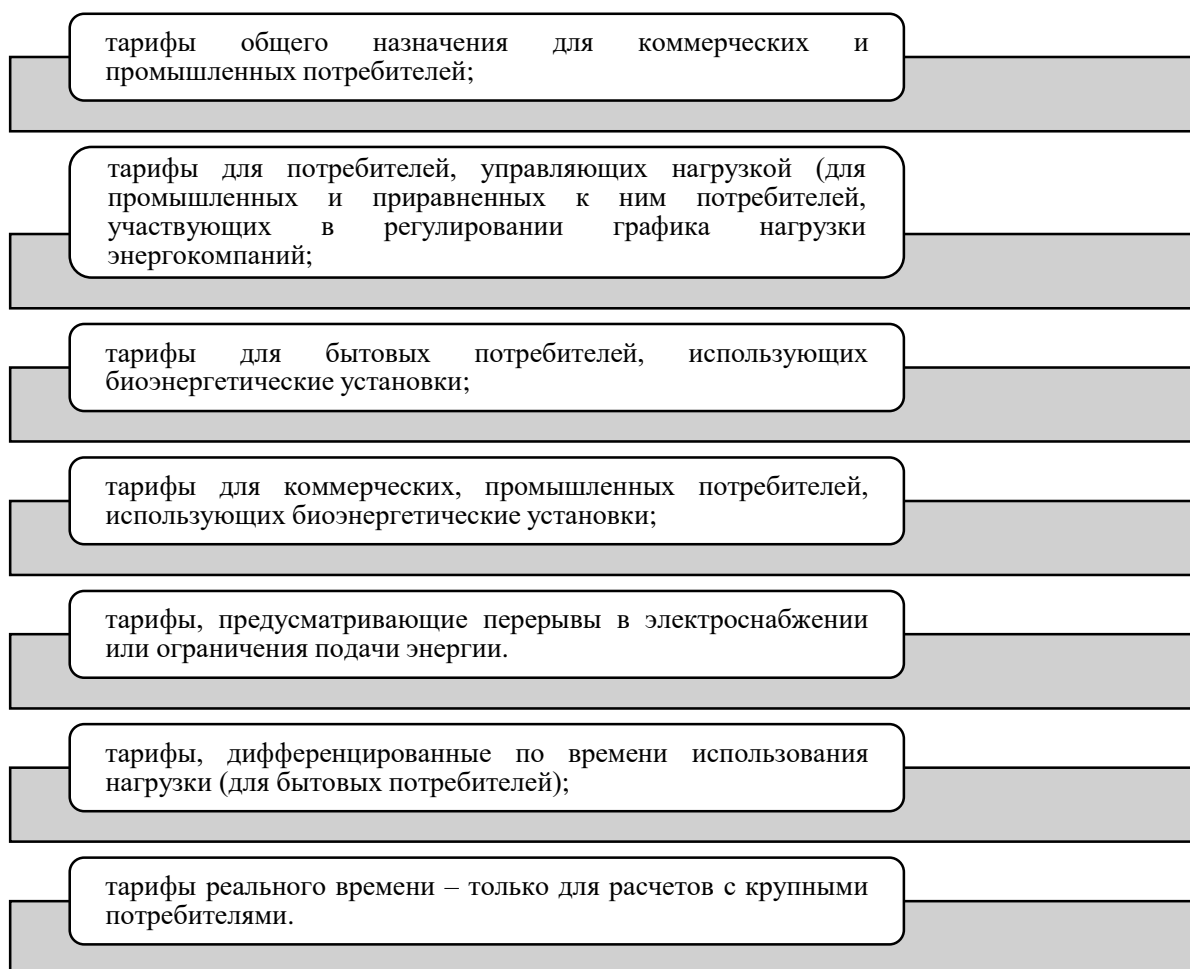 тарифы общего назначения для коммерческих и
промышленных потребителей;
тарифы для потребителей, управляющих нагрузкой (для
промышленных и приравненных к ним потребителей,
участвующих в регулировании графика нагрузки
энергокомпаний;
тарифы для бытовых потребителей, использующих
биоэнергетические установки;
тарифы для коммерческих, промышленных потребителей,
использующих биоэнергетические установки;
тарифы, предусматривающие перерывы в электроснабжении
или ограничения подачи энергии.
тарифы, дифференцированные по времени использования
нагрузки (для бытовых потребителей);
тарифы реального времени – только для расчетов с крупными
потребителями.